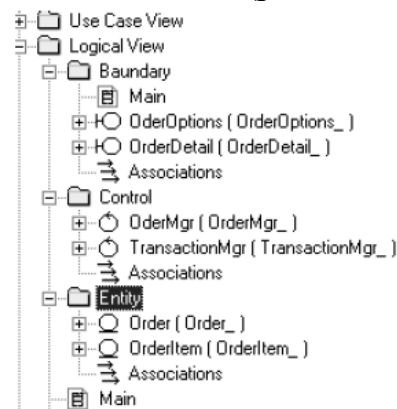 Use Case View
Logical View
Baundary
Main
OderOptions ( OrderOptions_ )
OrderDetail ( OrderDetail_ )
Associations
Control
OderMgr ( OrderMgr_ )
TransactionMgr ( TransactionMgr_ )
Associations
Entity
Order ( Order_ )
OrderItem ( OrderItem_ )
Associations
Main